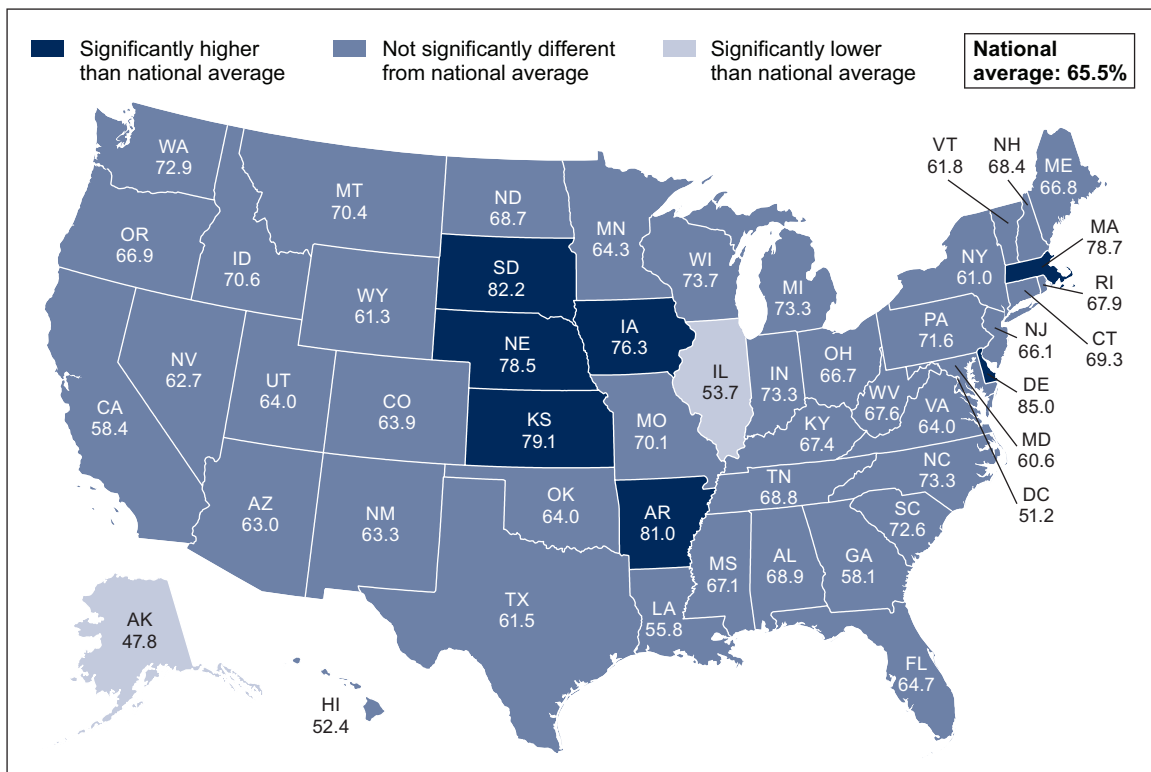 Significantly higher
than national average
Not significantly different
from national average
Significantly lower
than national average
National
average: 65.5%
WA
72.9
OR
66.9
ID
70.6
MT
70.4
ND
68.7
SD
82.2
WY
61.3
NE
78.5
MN
64.3
WI
73.7
MI
73.3
IA
76.3
IL
53.7
IN
73.3
OH
66.7
PA
71.6
NY
61.0
VT
61.8
NH
68.4
ME
66.8
MA
78.7
RI
67.9
CT
69.3
NJ
66.1
DE
85.0
MD
60.6
DC
51.2
CA
58.4
NV
62.7
UT
64.0
CO
63.9
KS
79.1
MO
70.1
KY
67.4
WV
67.6
VA
64.0
NC
73.3
TN
68.8
SC
72.6
AZ
63.0
NM
63.3
OK
64.0
AR
81.0
MS
67.1
AL
68.9
GA
58.1
TX
61.5
LA
55.8
FL
64.7
AK
47.8
HI
52.4